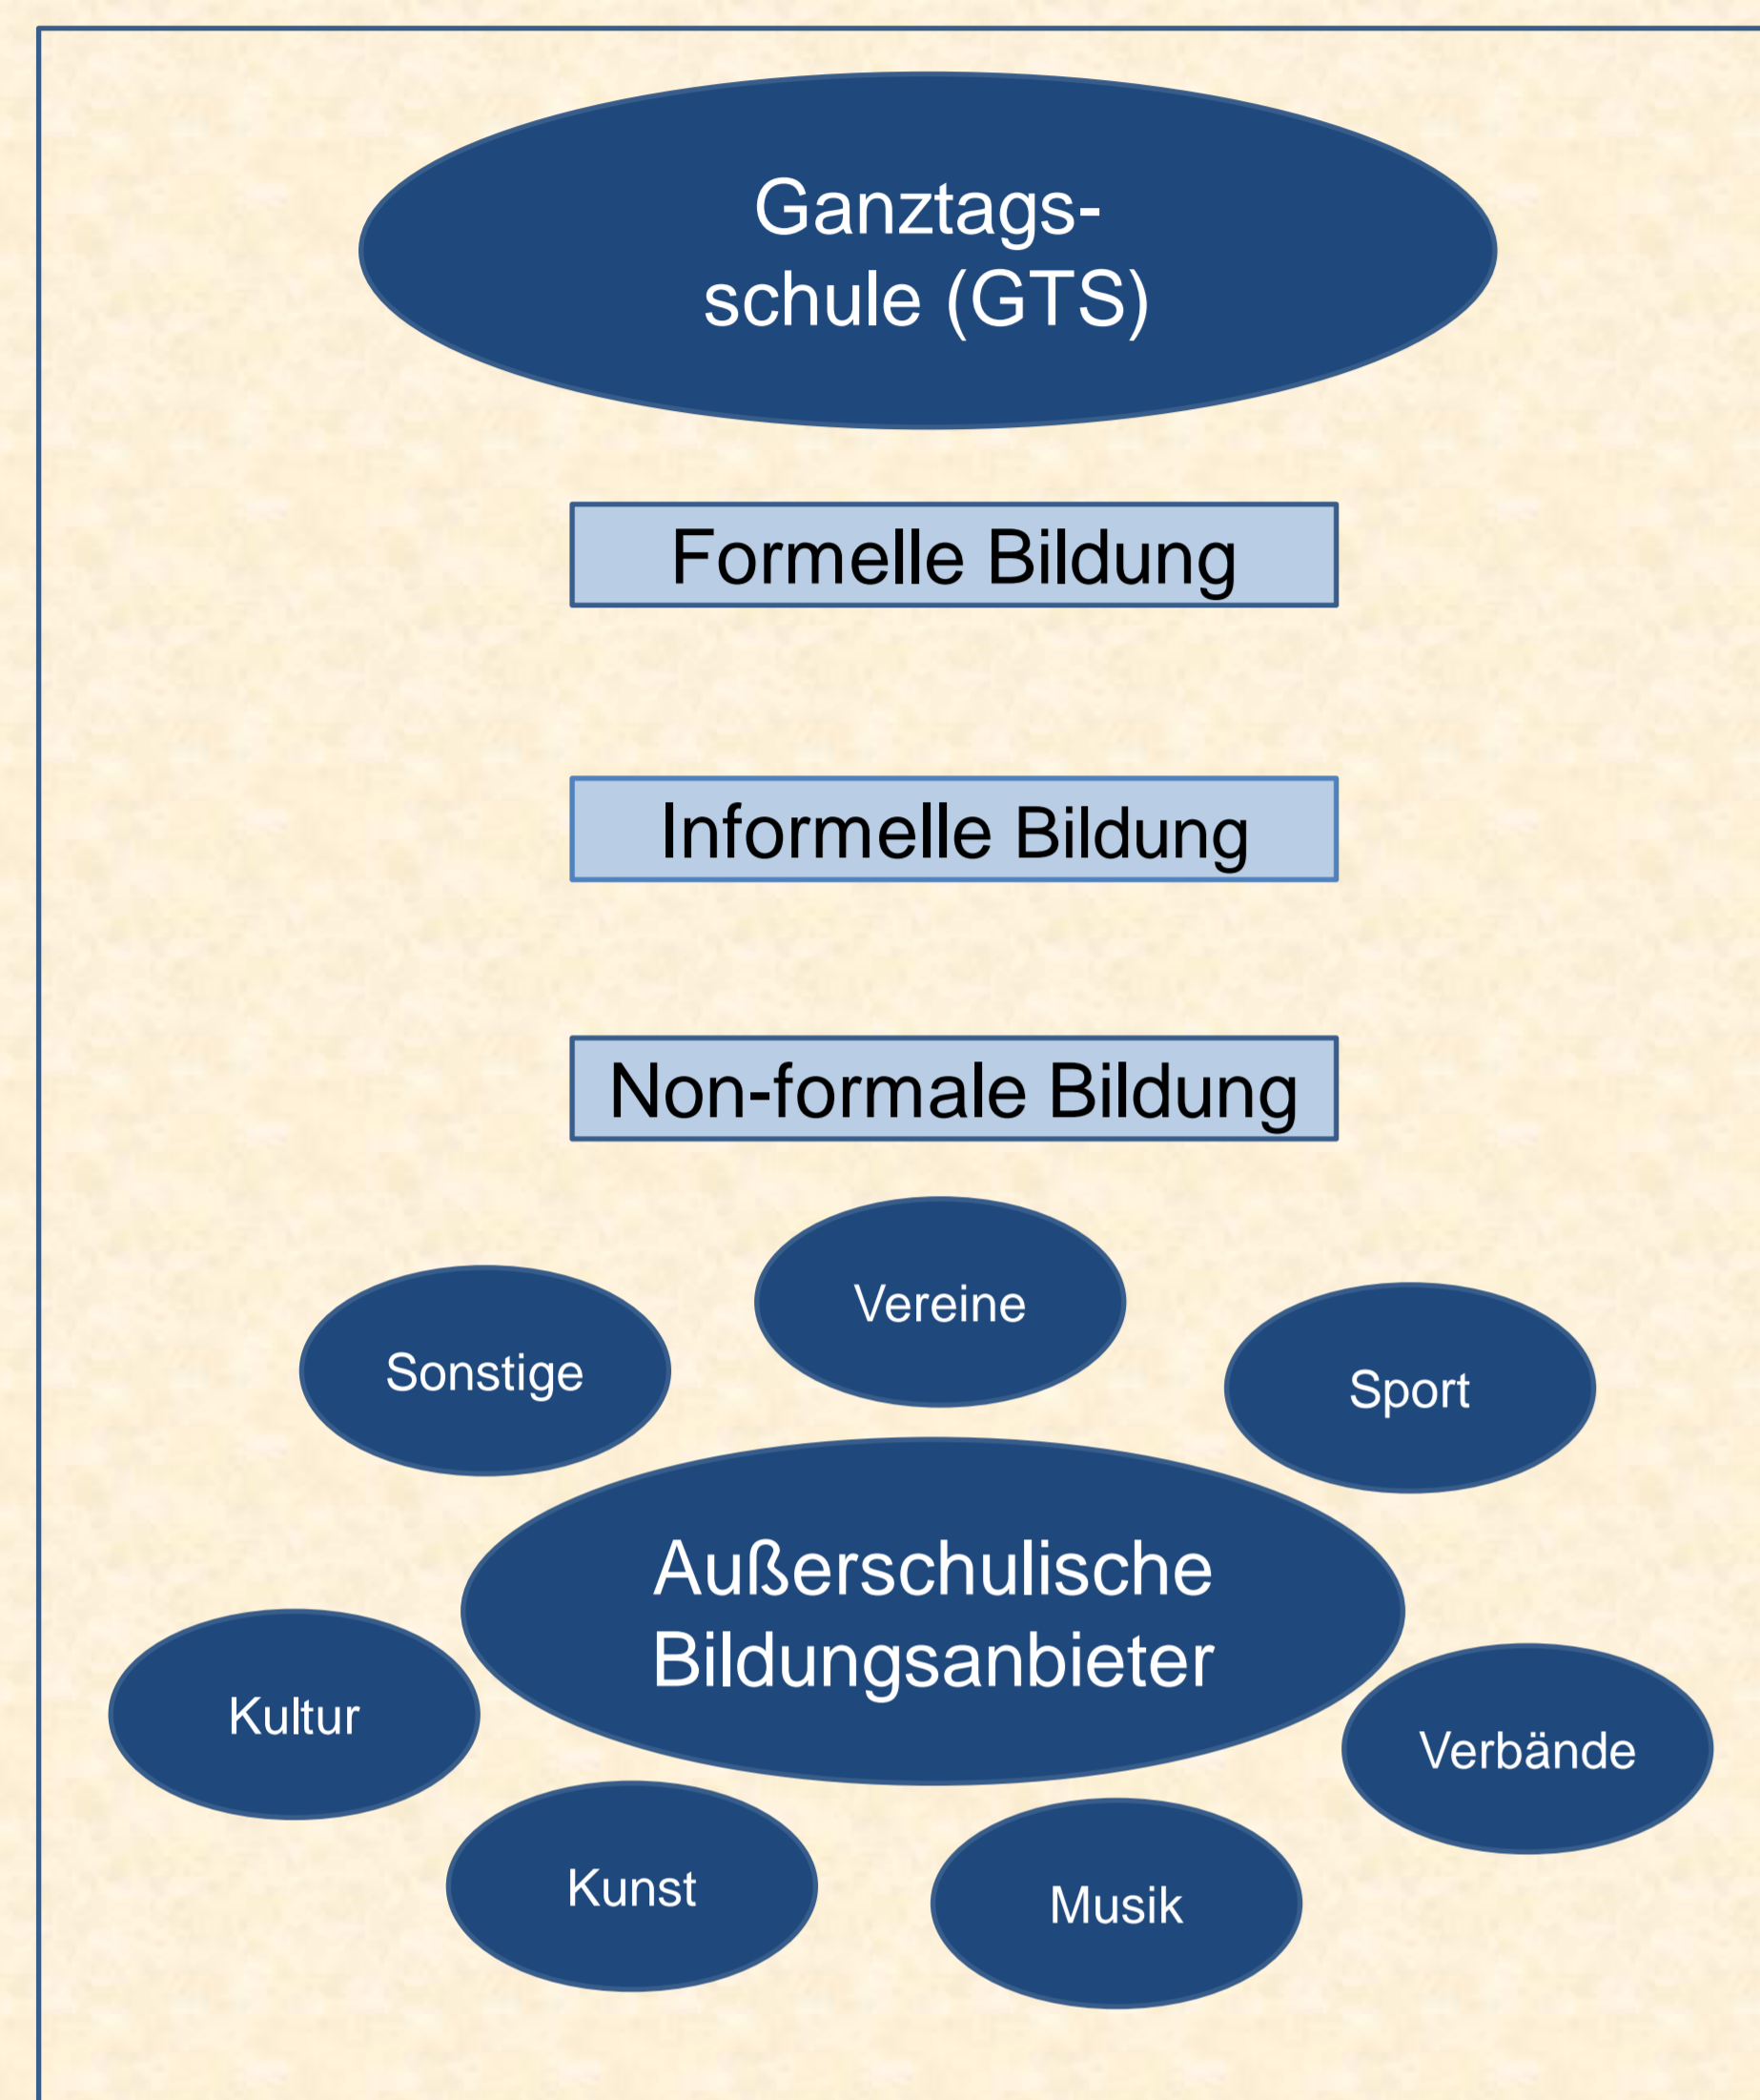 Ganztags-
schule (GTS)
Formelle Bildung
Informelle Bildung
Non-formale Bildung
Vereine
Sonstige
Sport
Außerschulische
Bildungsanbieter
Kultur
Verbände
Kunst
Musik